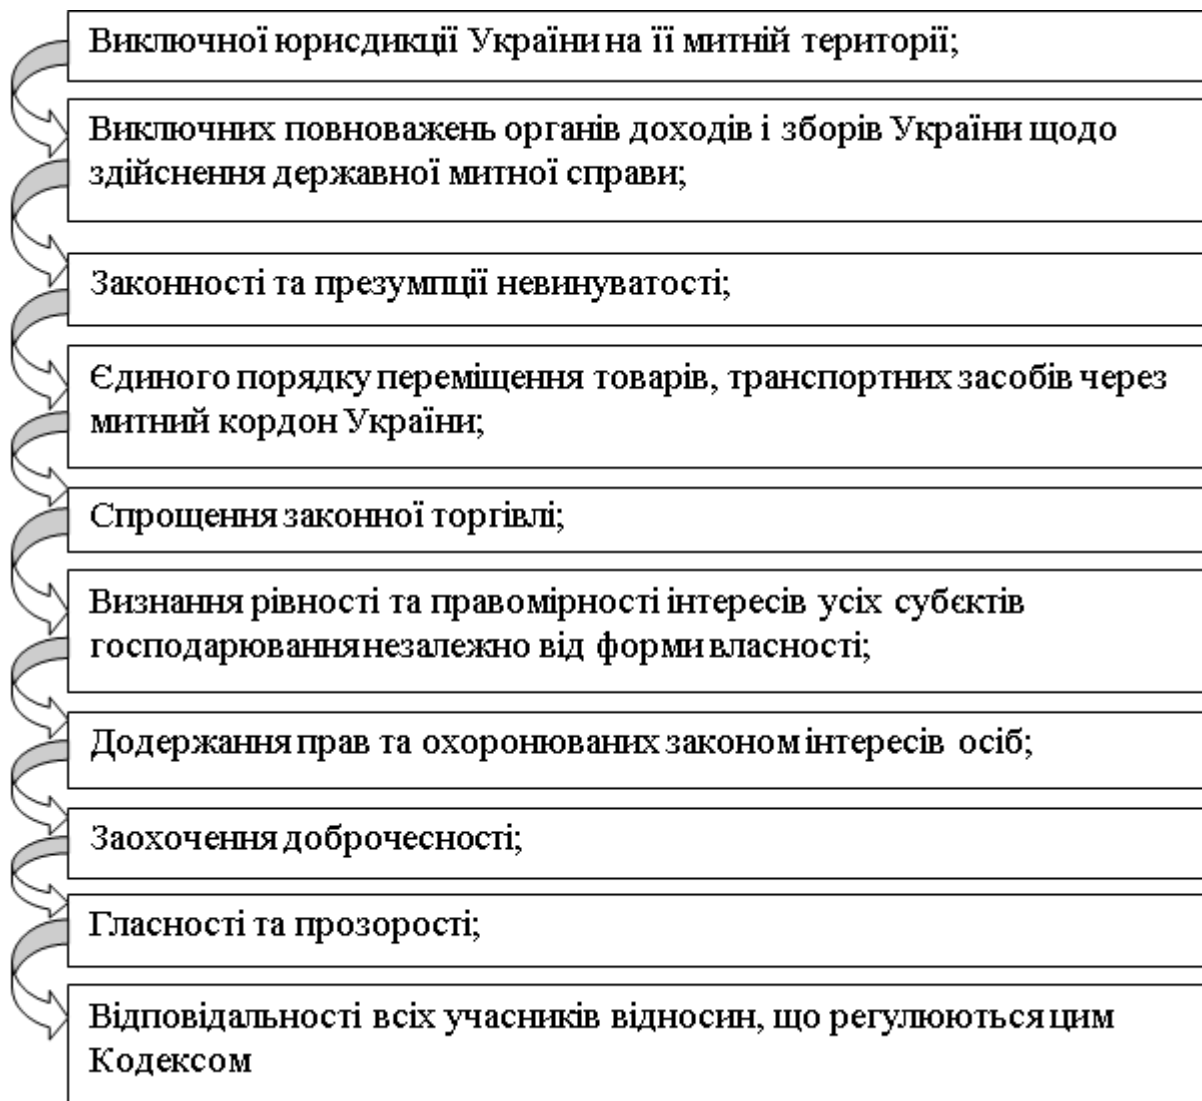 Виключної юрисдикції України на її митній території;
Виключних повноважень органів доходів і зборів України щодо
здійснення державної митної справи;
Законності та презумпції невинуватості;
Єдиного порядку переміщення товарів, транспортних засобів через
митний кордон України;
Спрощення законної торгівлі;
Визнання рівності та правомірності інтересів усіх субєктів
господарювання незалежно від форми власності;
Додержання прав та охоронюваних законом інтересів осіб;
Заохочення доброчесності;
Гласності та прозорості;
Відповідальності всіх учасників відносин, що регулюються цим
Кодексом